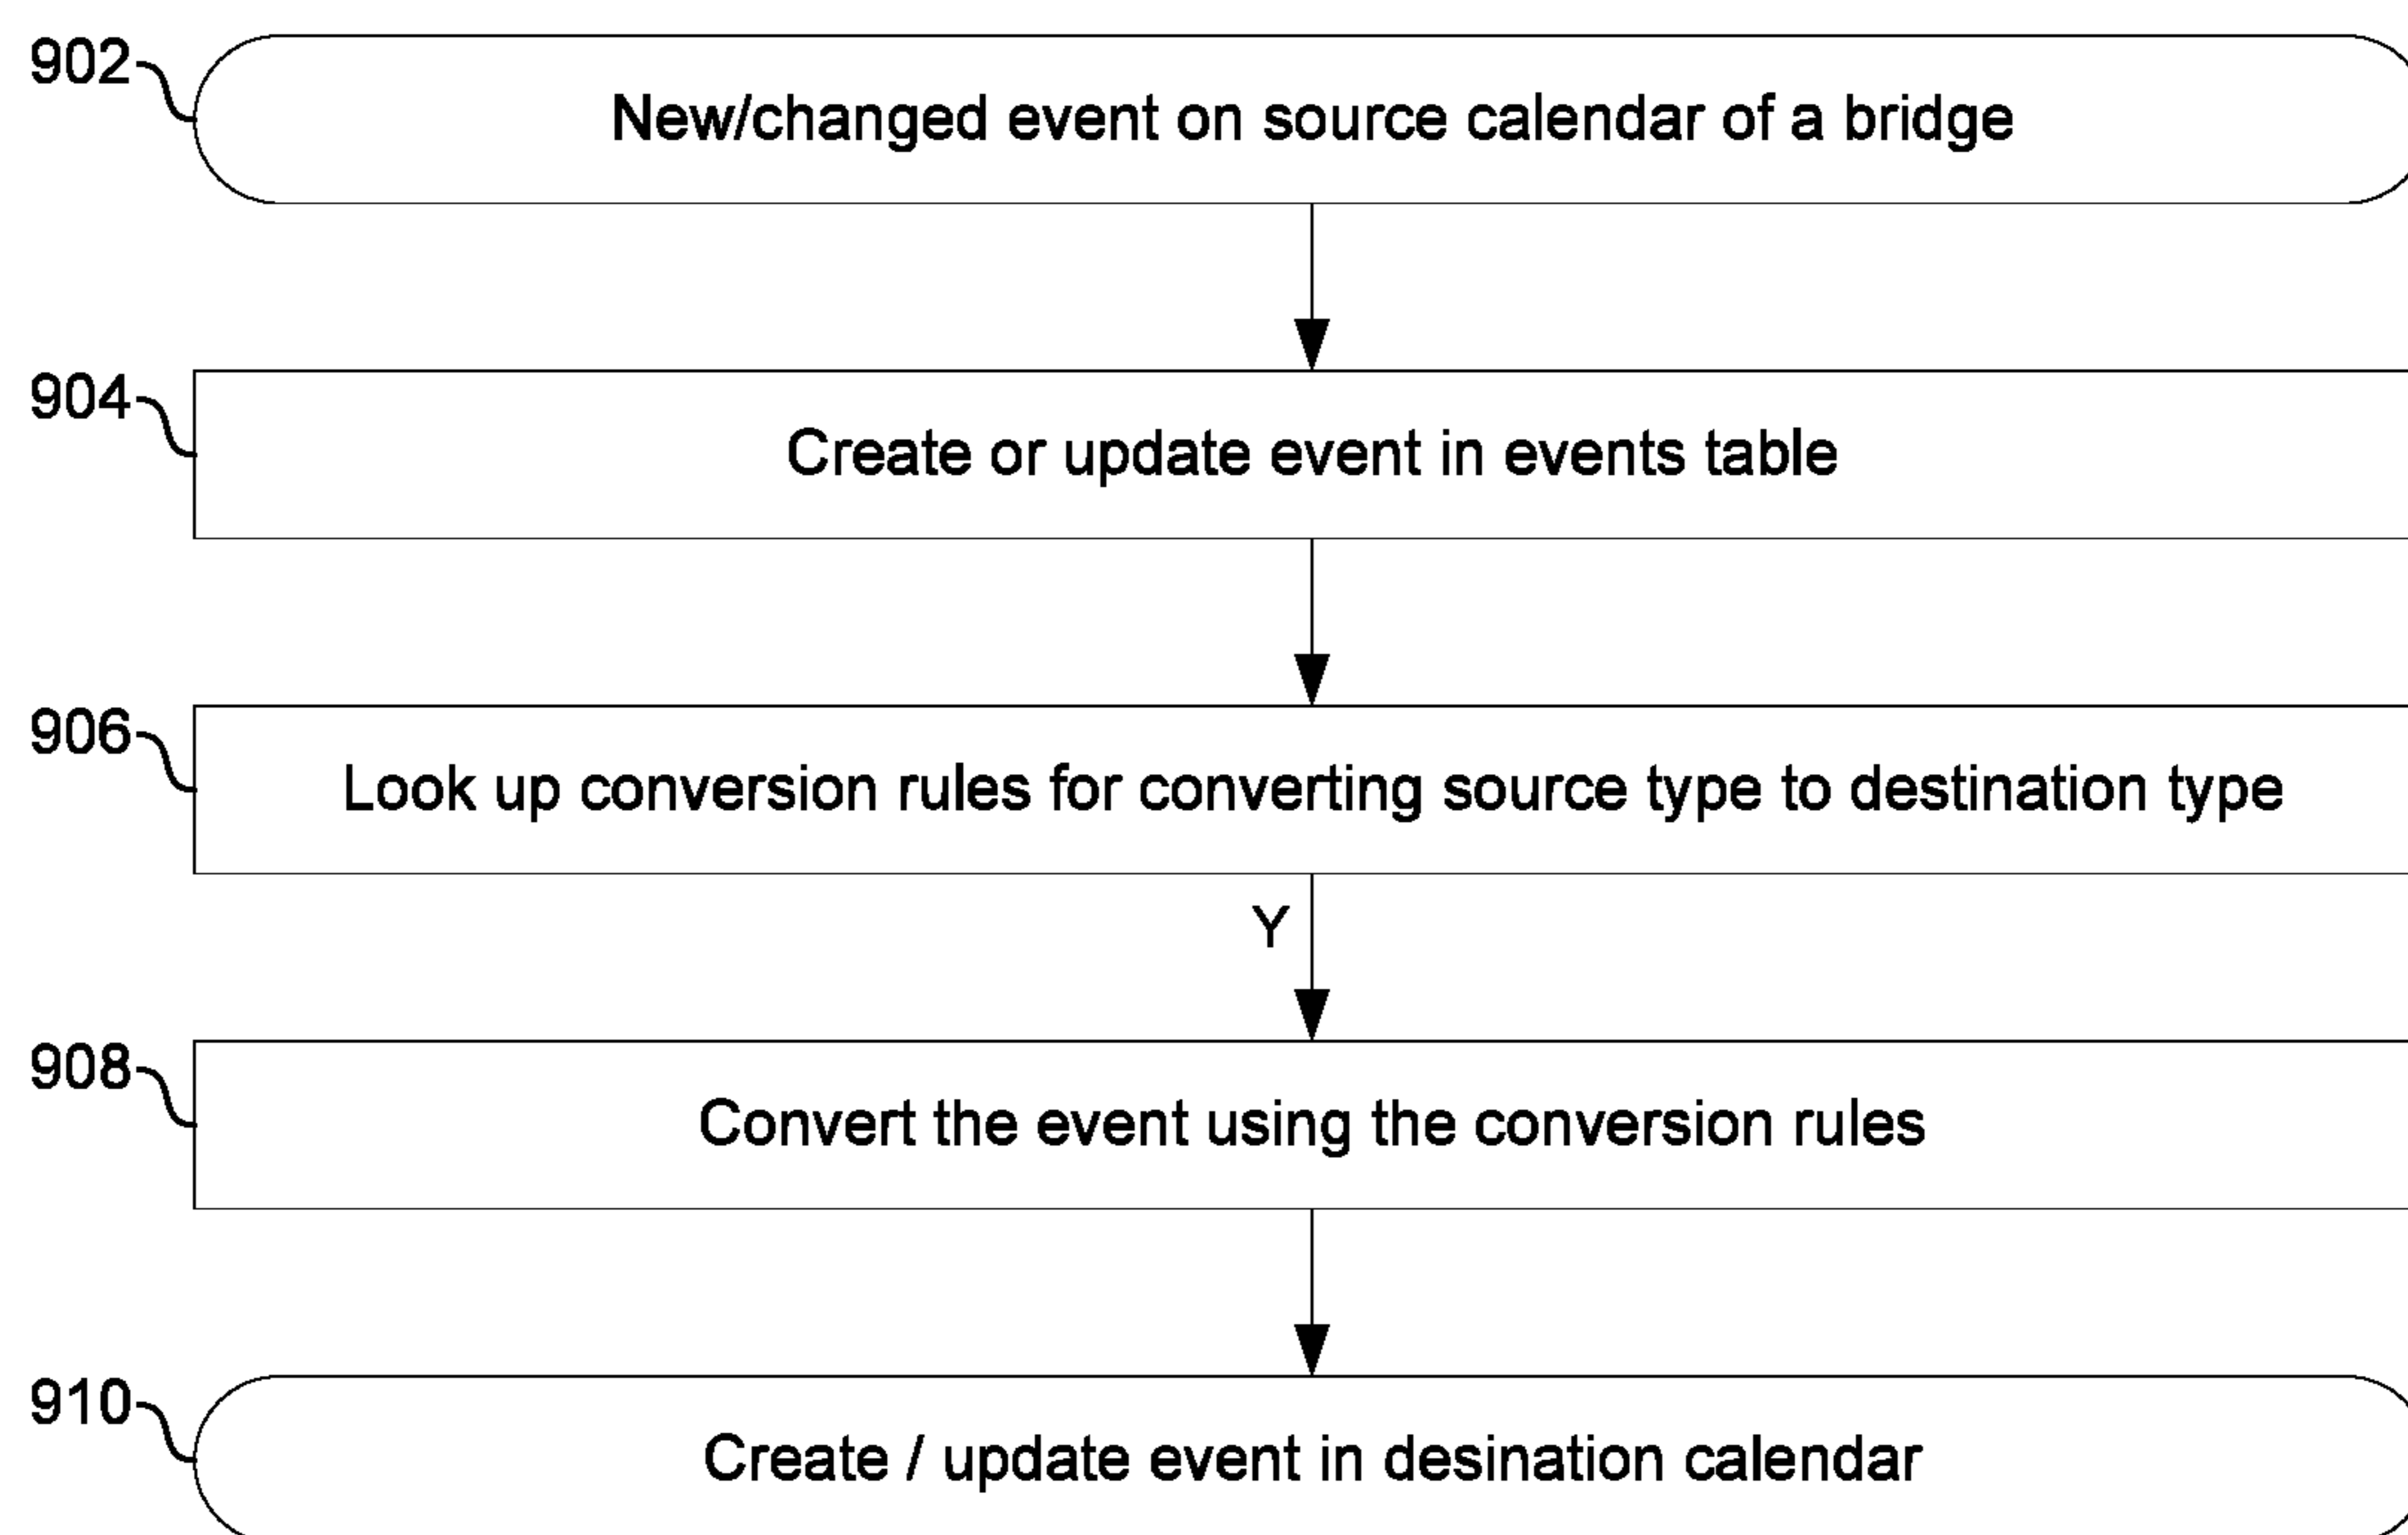 902
New/changed event on source calendar of a bridge
904
Create or update event in events table
906
Look up conversion rules for converting source type to destination type
Y
908
Convert the event using the conversion rules
910
Create / update event in desination calendar